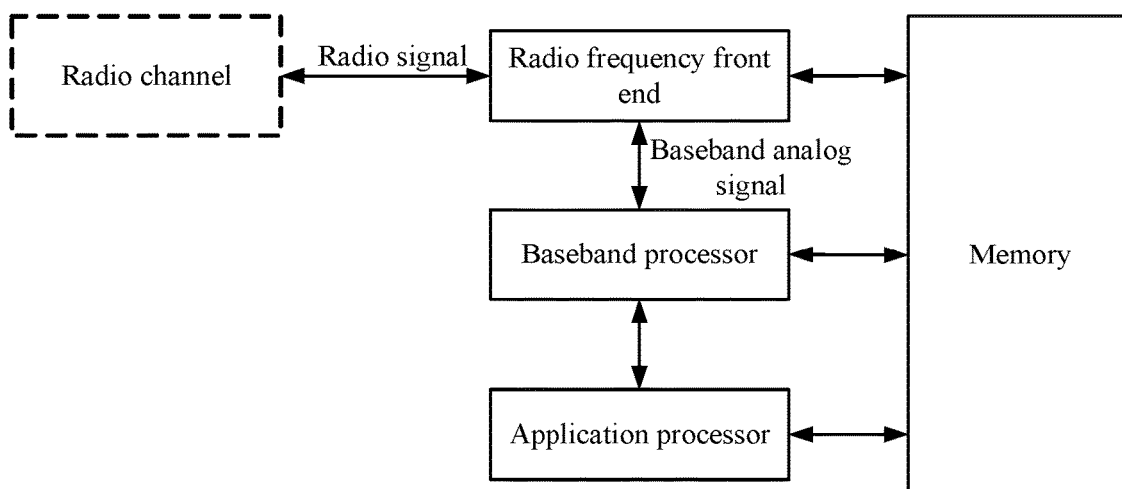 Radio channel
Radio signal
Radio frequency front
end
Baseband analog
signal
Baseband processor
Memory
Application processor